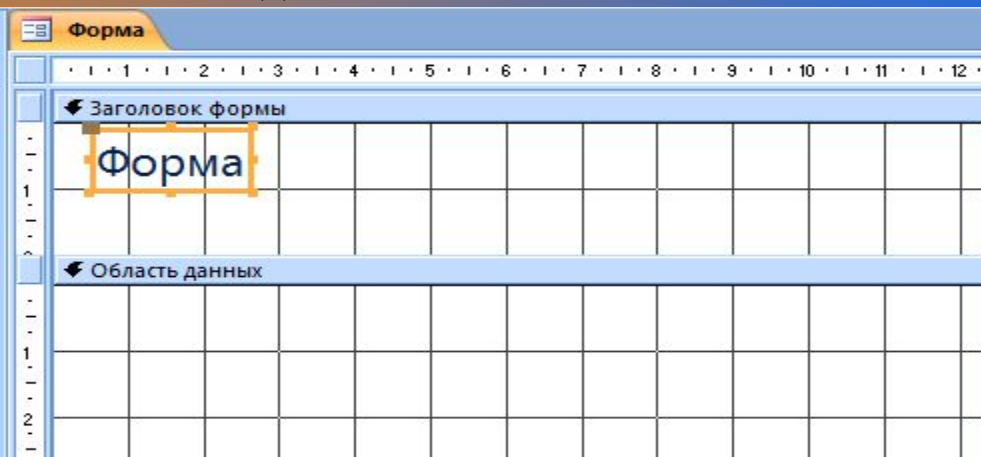 Форма
1 2 3 4 5 6 7 8 9 10 11 12
Заголовок формы
Форма
1
Область данных
1
2